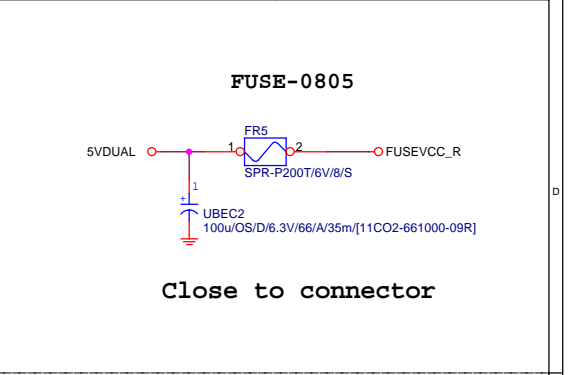 FUSE-0805
FR5
5VDUAL
1
2
FUSEVCC_R
SPR-P200T/6V/8/S
D
1
+
UBEC2
100u/OS/D/6.3V/66/A/35m/[11CO2-661000-09R]
Close to connector